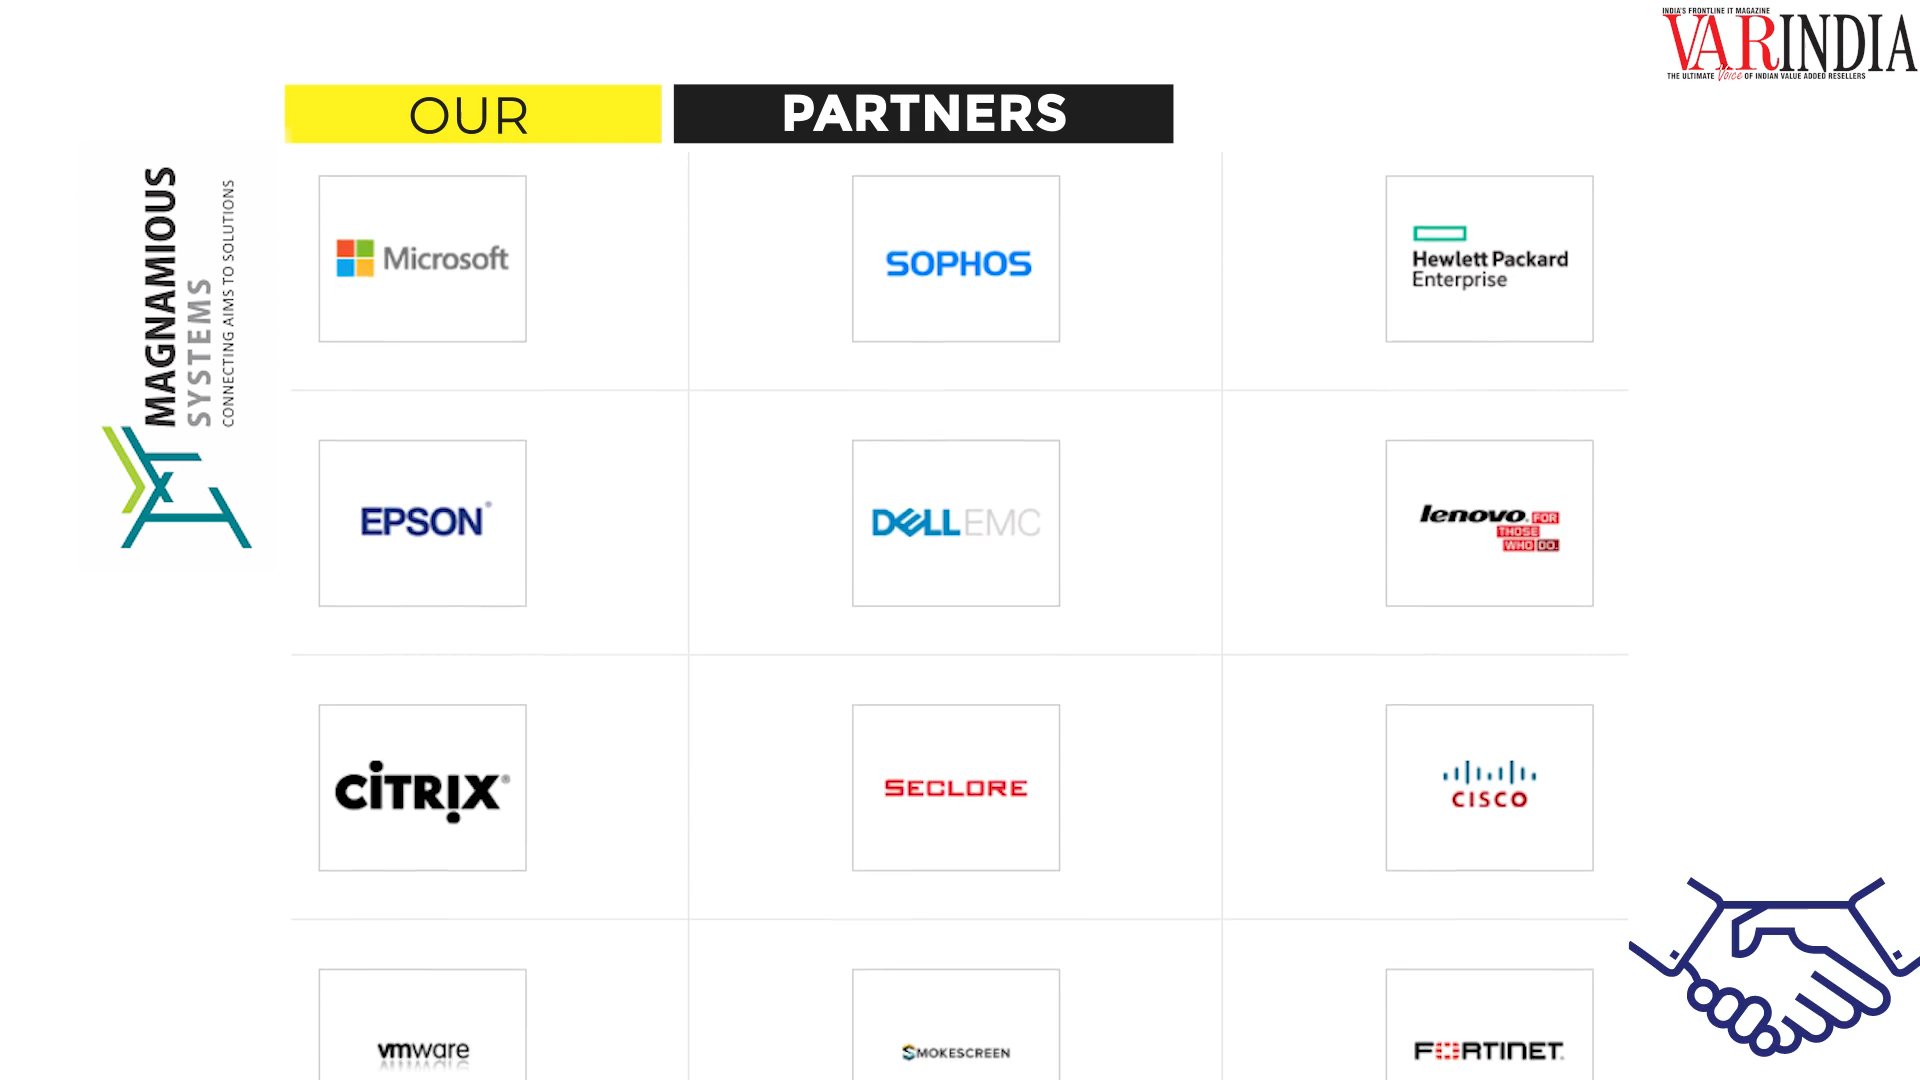 INDIA'S FRONTLINE IT MAGAZINE
VARINDIA
THE ULTIMATE Voice OF INDIAN VALUE ADDED RESELLERS
OUR PARTNERS
MAGNAMIOUS
SYSTEMS
CONNECTING AIMS TO SOLUTIONS
Microsoft
SOPHOS
Hewlett Packard
Enterprise
EPSON®
DELL EMC
lenovo. FOR
THOSE
WHO DO.
CITRIX®
SECLORE
CISCO
vmware
SMOKESCREEN
FORTINET.